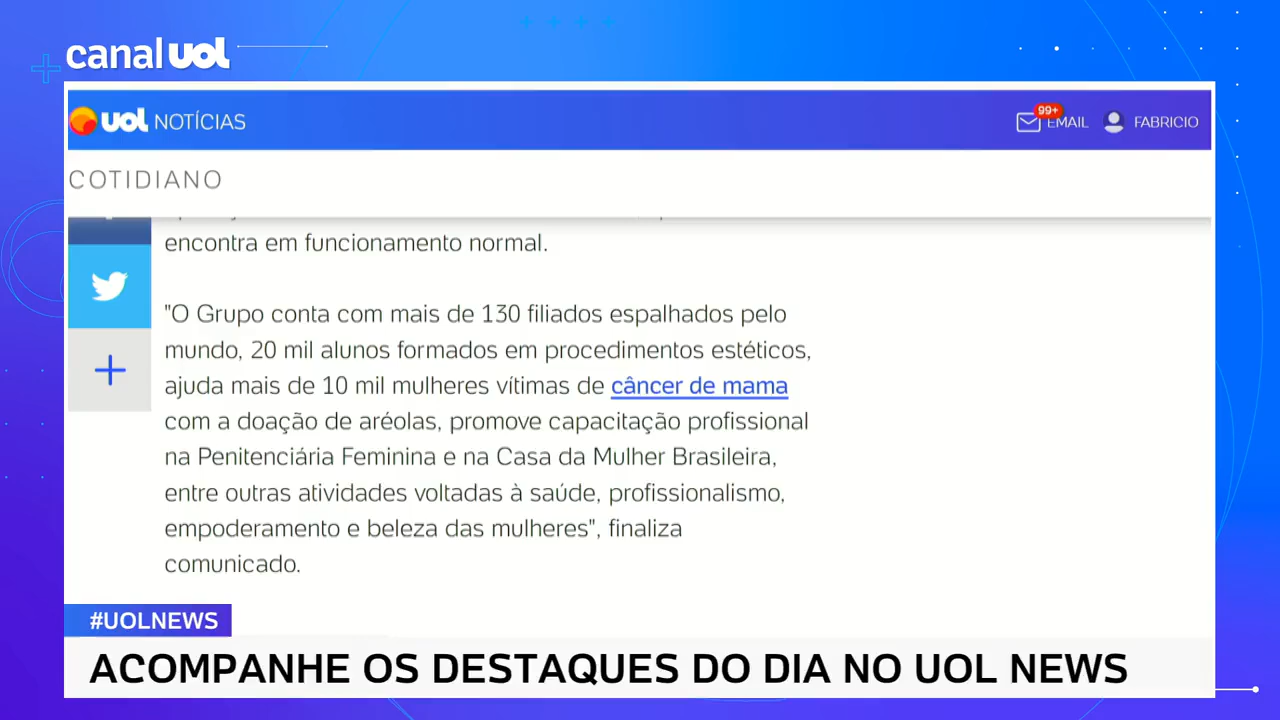 canal uol
uol NOTÍCIAS
99+
EMAIL
FABRICIO
COTIDIANO
encontra em funcionamento normal.
"O Grupo conta com mais de 130 filiados espalhados pelo
mundo, 20 mil alunos formados em procedimentos estéticos,
ajuda mais de 10 mil mulheres vítimas de câncer de mama
com a doação de aréolas, promove capacitação profissional
na Penitenciária Feminina e na Casa da Mulher Brasileira,
entre outras atividades voltadas à saúde, profissionalismo,
empoderamento e beleza das mulheres", finaliza
comunicado.
#UOLNEWS
ACOMPANHE OS DESTAQUES DO DIA NO UOL NEWS